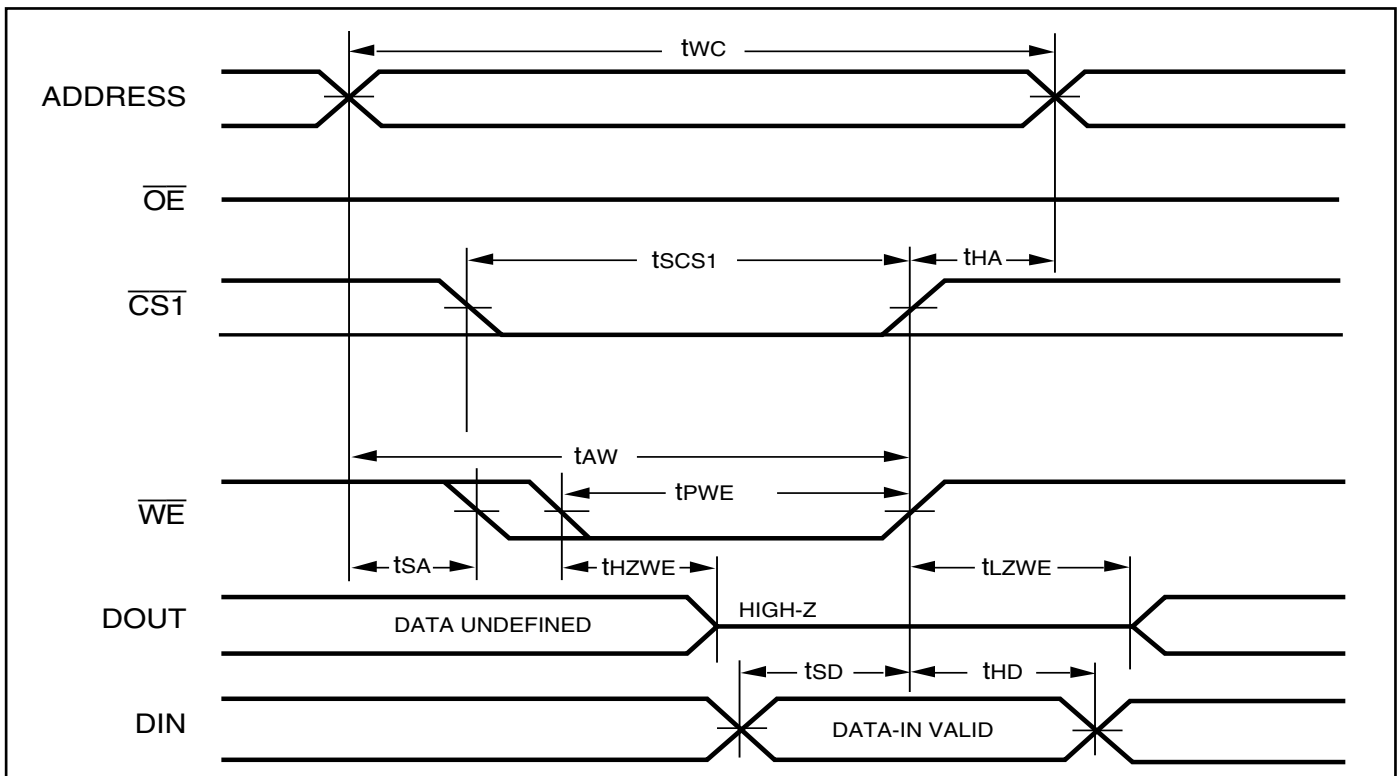 tWC
ADDRESS
OE
tSCS1
tHA
CS1
tAW
tPWE
WE
tSA
tHZWE
tLZWE
DOUT
DATA UNDEFINED
HIGH-Z
tSD
tHD
DIN
DATA-IN VALID